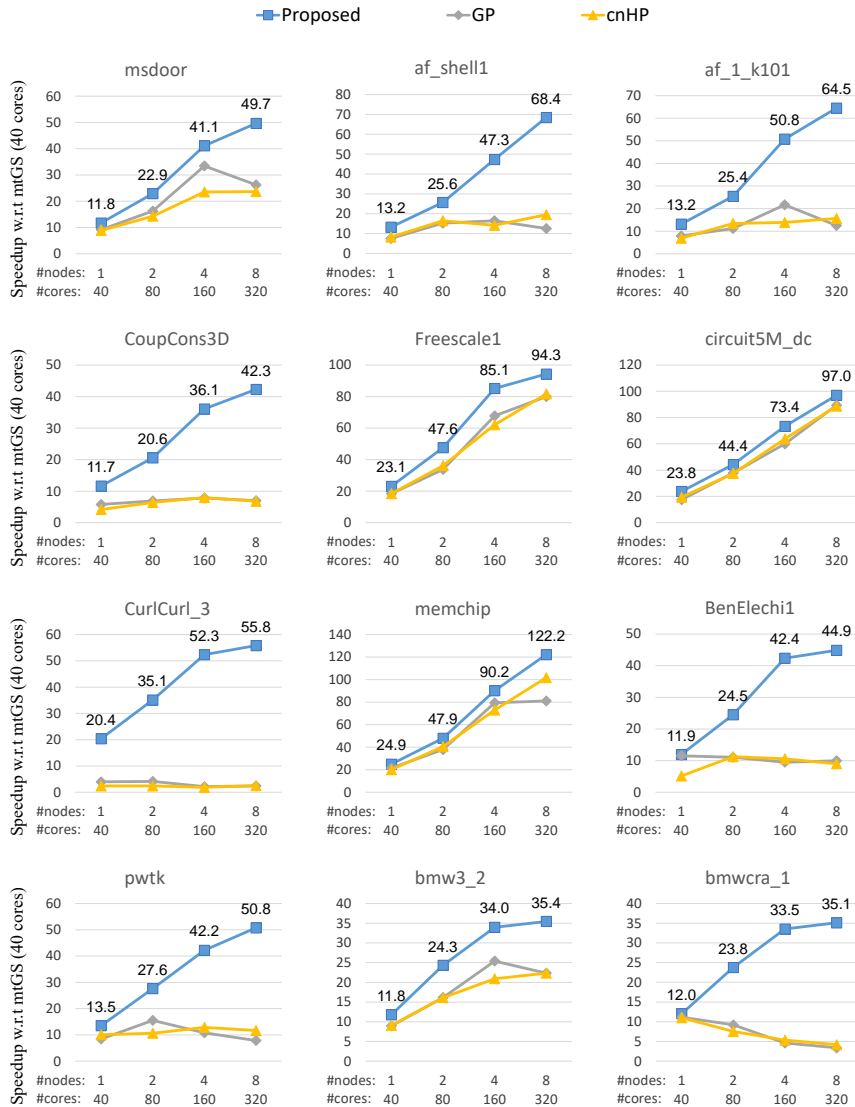 Proposed GP cnHP
msdoor af_shell1 af_1_k101
Speedup w.r.t mtGS (40 cores)
60 50 40 30 20 10 0
11.8 22.9 41.1 49.7
80 70 60 50 40 30 20 10 0
13.2 25.6 47.3 68.4
70 60 50 40 30 20 10 0
13.2 25.4 50.8 64.5
#nodes: 1 2 4 8 #nodes: 1 2 4 8 #nodes: 1 2 4 8
#cores: 40 80 160 320 #cores: 40 80 160 320 #cores: 40 80 160 320
CoupCons3D Freescale1 circuit5M_dc
Speedup w.r.t mtGS (40 cores)
50 40 30 20 10 0
11.7 20.6 36.1 42.3
100 80 60 40 20 0
23.1 47.6 85.1 94.3
120 100 80 60 40 20 0
23.8 44.4 73.4 97.0
#nodes: 1 2 4 8 #nodes: 1 2 4 8 #nodes: 1 2 4 8
#cores: 40 80 160 320 #cores: 40 80 160 320 #cores: 40 80 160 320
CurlCurl_3 memchip BenElechi1
Speedup w.r.t mtGS (40 cores)
60 50 40 30 20 10 0
20.4 35.1 52.3 55.8
140 120 100 80 60 40 20 0
24.9 47.9 90.2 122.2
50 40 30 20 10 0
11.9 24.5 42.4 44.9
#nodes: 1 2 4 8 #nodes: 1 2 4 8 #nodes: 1 2 4 8
#cores: 40 80 160 320 #cores: 40 80 160 320 #cores: 40 80 160 320
pwtk bmw3_2 bmwcra_1
Speedup w.r.t mtGS (40 cores)
60 50 40 30 20 10 0
13.5 27.6 42.2 50.8
40 35 30 25 20 15 10 5 0
11.8 24.3 34.0 35.4
40 35 30 25 20 15 10 5 0
12.0 23.8 33.5 35.1
#nodes: 1 2 4 8 #nodes: 1 2 4 8 #nodes: 1 2 4 8
#cores: 40 80 160 320 #cores: 40 80 160 320 #cores: 40 80 160 320